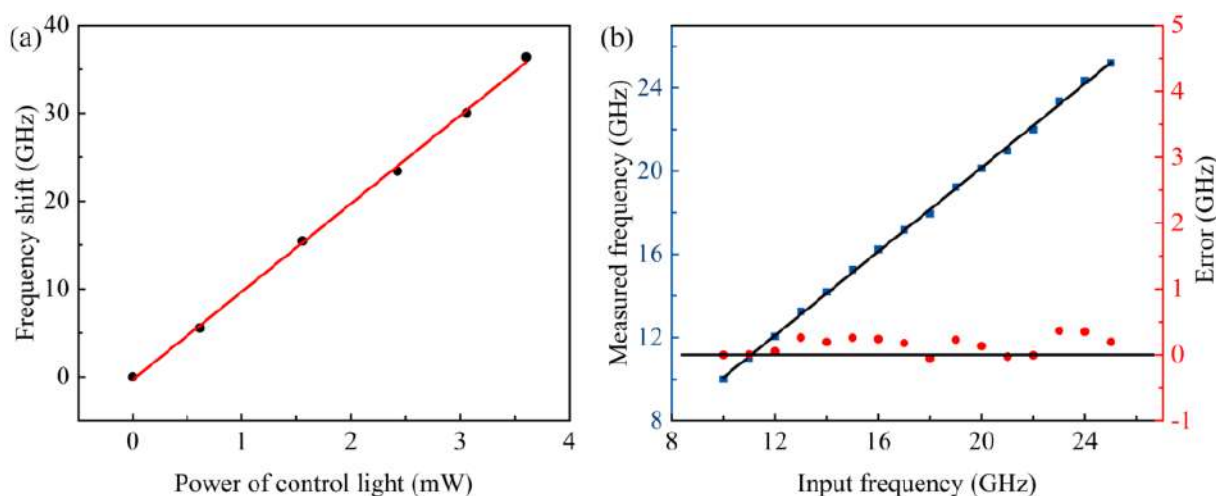 (a)
Frequency shift (GHz)
40
30
20
10
0
0 1 2 3 4
Power of control light (mW)
(b)
Measured frequency (GHz)
24
20
16
12
8
8 12 16 20 24
Input frequency (GHz)
5
4
3
2
1
0
-1
Error (GHz)